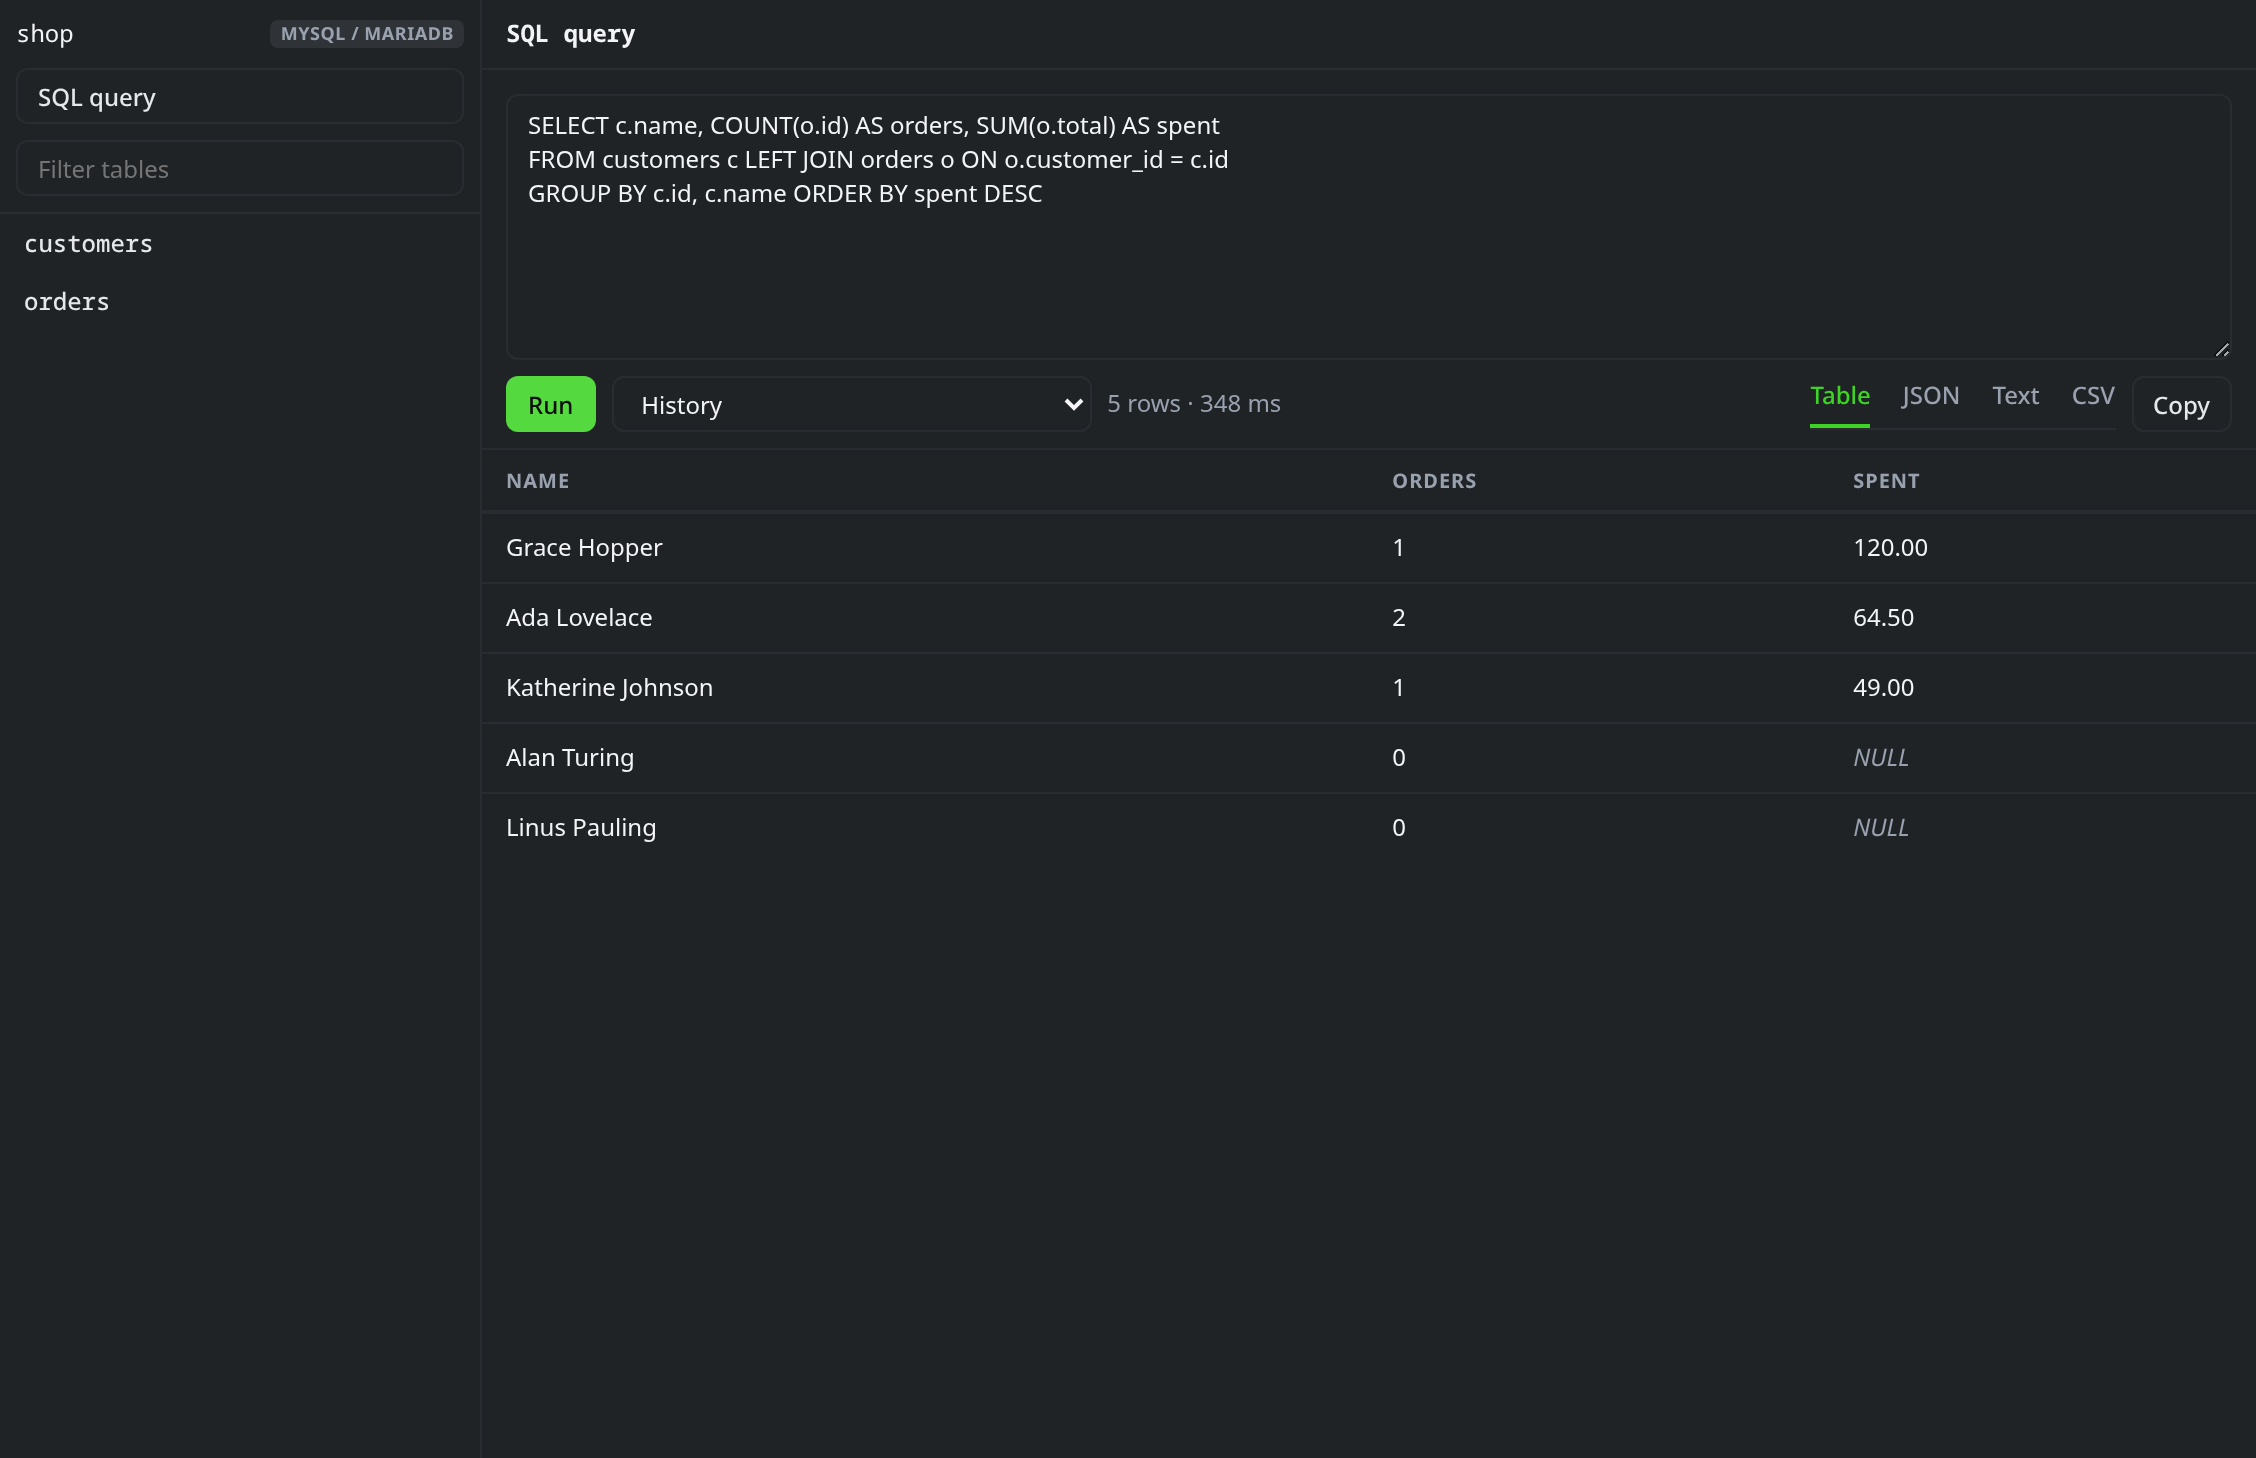 shop
MYSQL / MARIADB
SQL query
Filter tables
customers
orders
SQL query
SELECT c.name, COUNT(o.id) AS orders, SUM(o.total) AS spent
FROM customers c LEFT JOIN orders o ON o.customer_id = c.id
GROUP BY c.id, c.name ORDER BY spent DESC
Run
History
5 rows · 348 ms
Table JSON Text CSV
Copy
NAME ORDERS SPENT
Grace Hopper 1 120.00
Ada Lovelace 2 64.50
Katherine Johnson 1 49.00
Alan Turing 0 NULL
Linus Pauling 0 NULL